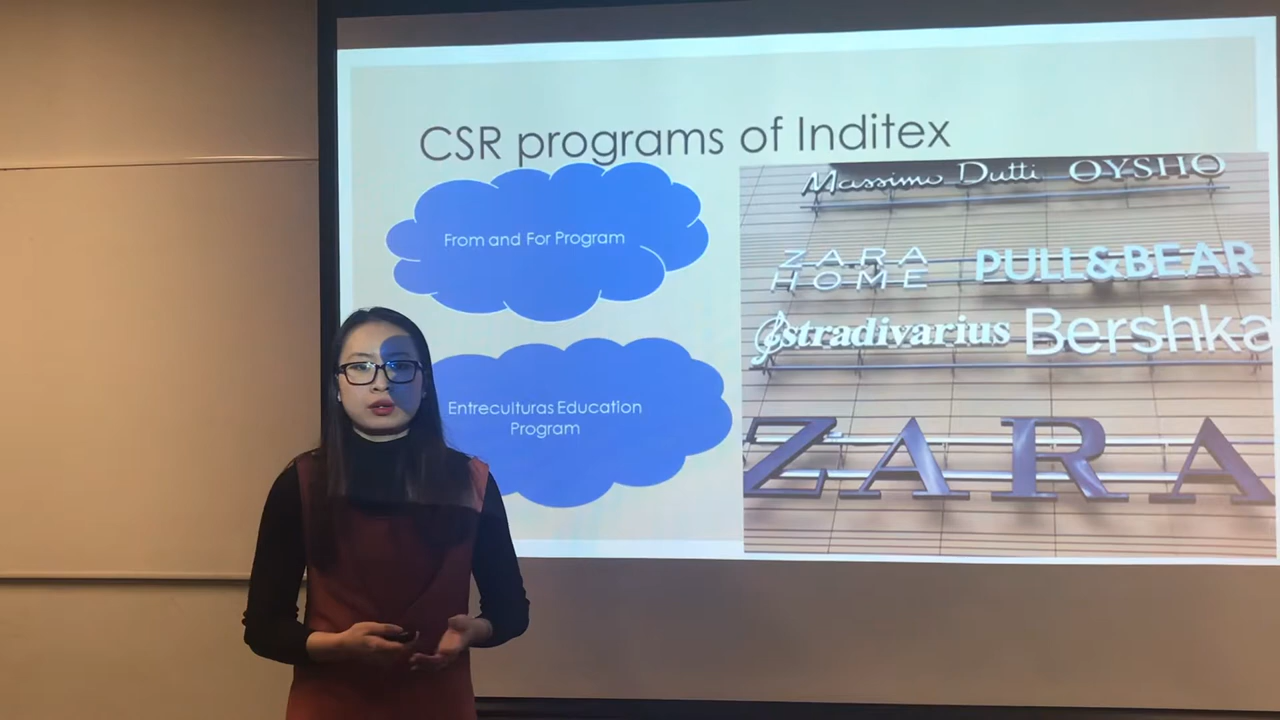 CSR programs of Inditex
From and For Program
Entreculturas Education
Program
Massimo Dutti OYSHO
ZARA
HOME
PULL&BEAR
Stradivarius Bershka
ZARA